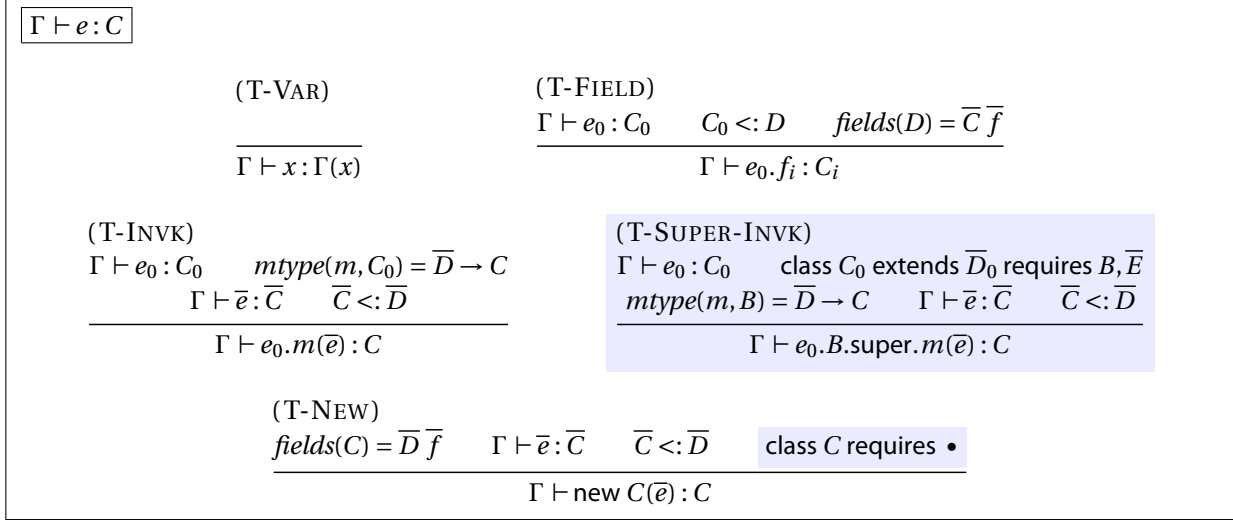 Γ ⊢ e : C
(T-VAR)
Γ ⊢ x : Γ(x)
(T-FIELD)
Γ ⊢ e₀ : C₀ C₀ <: D fields(D) = C̅ f̅
Γ ⊢ e₀.fᵢ : Cᵢ
(T-INVK)
Γ ⊢ e₀ : C₀ mtype(m, C₀) = D̅ → C
Γ ⊢ e̅ : C̅ C̅ <: D̅
Γ ⊢ e₀.m(e̅) : C
(T-SUPER-INVK)
Γ ⊢ e₀ : C₀ class C₀ extends D̅₀ requires B, E̅
mtype(m, B) = D̅ → C Γ ⊢ e̅ : C̅ C̅ <: D̅
Γ ⊢ e₀.B.super.m(e̅) : C
(T-NEW)
fields(C) = D̅ f̅ Γ ⊢ e̅ : C̅ C̅ <: D̅ class C requires •
Γ ⊢ new C(e̅) : C